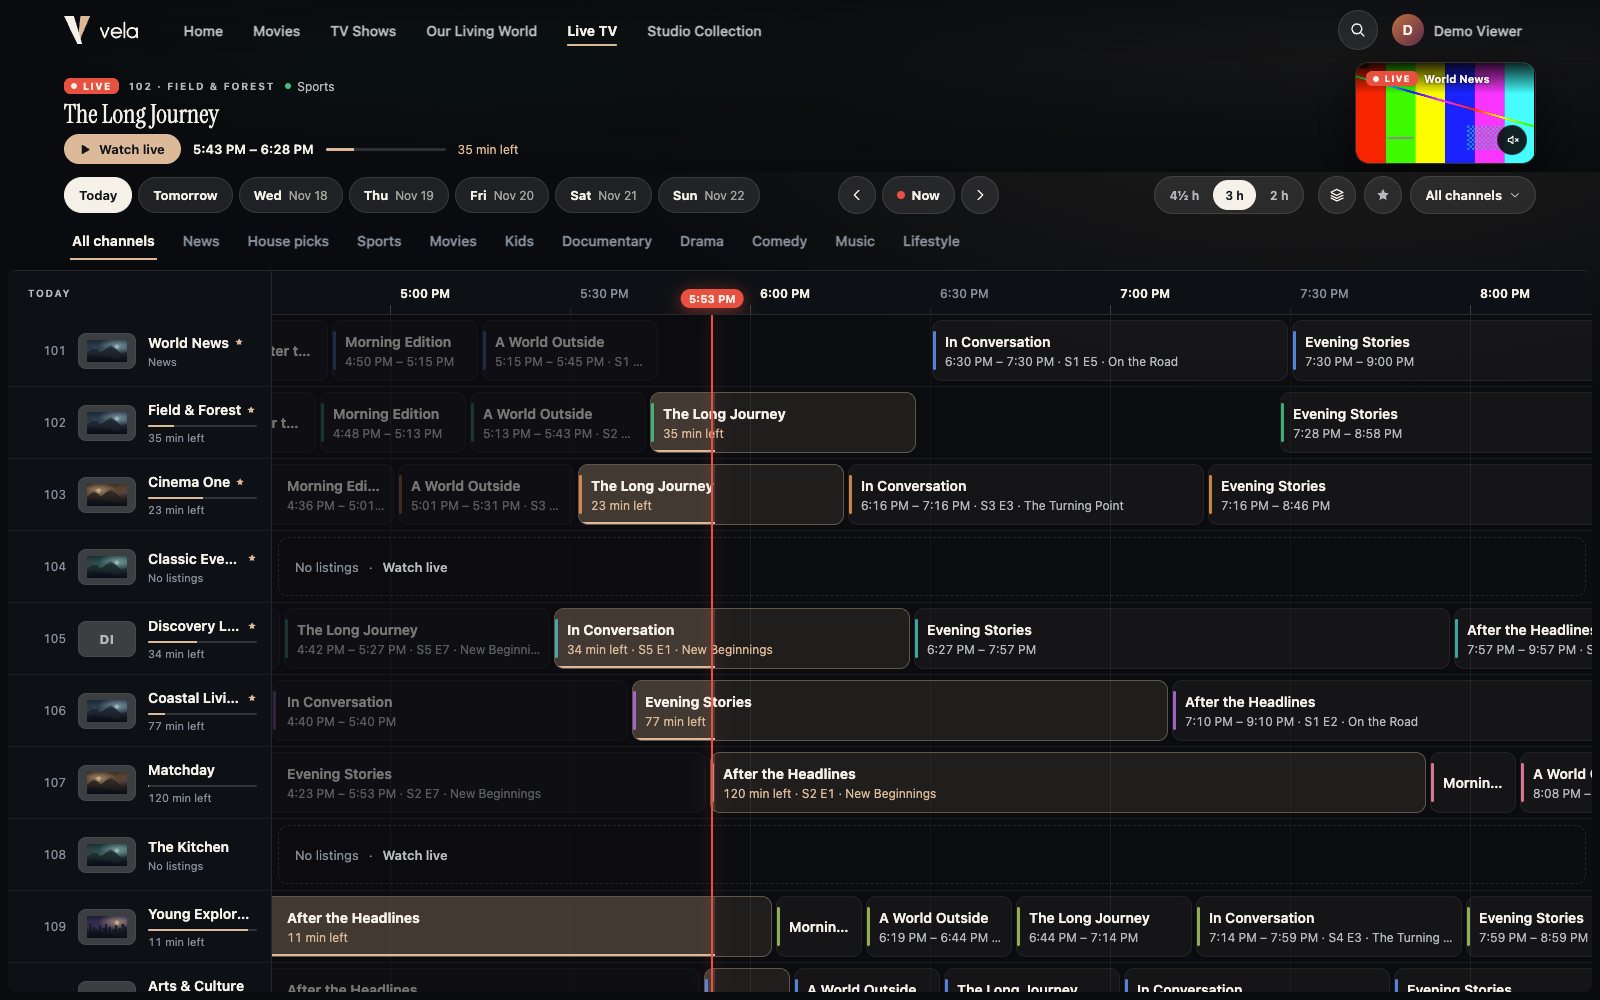 vela
Home
Movies
TV Shows
Our Living World
Live TV
Studio Collection
D
Demo Viewer
LIVE
102 · FIELD & FOREST
Sports
The Long Journey
Watch live
5:43 PM – 6:28 PM
35 min left
LIVE
World News
Today
Tomorrow
Wed Nov 18
Thu Nov 19
Fri Nov 20
Sat Nov 21
Sun Nov 22
Now
4½ h
3 h
2 h
All channels
All channels
News
House picks
Sports
Movies
Kids
Documentary
Drama
Comedy
Music
Lifestyle
TODAY
5:00 PM
5:30 PM
5:53 PM
6:00 PM
6:30 PM
7:00 PM
7:30 PM
8:00 PM
101
World News
News
ter t...
Morning Edition
4:50 PM – 5:15 PM
A World Outside
5:15 PM – 5:45 PM · S1 ...
In Conversation
6:30 PM – 7:30 PM · S1 E5 · On the Road
Evening Stories
7:30 PM – 9:00 PM
102
Field & Forest
35 min left
r t...
Morning Edition
4:48 PM – 5:13 PM
A World Outside
5:13 PM – 5:43 PM · S2 ...
The Long Journey
35 min left
Evening Stories
7:28 PM – 8:58 PM
103
Cinema One
23 min left
Morning Edi...
4:36 PM – 5:01...
A World Outside
5:01 PM – 5:31 PM · S3 ...
The Long Journey
23 min left
In Conversation
6:16 PM – 7:16 PM · S3 E3 · The Turning Point
Evening Stories
7:16 PM – 8:46 PM
104
Classic Eve...
No listings
No listings · Watch live
105
DI
Discovery L...
34 min left
The Long Journey
4:42 PM – 5:27 PM · S5 E7 · New Beginni...
In Conversation
34 min left · S5 E1 · New Beginnings
Evening Stories
6:27 PM – 7:57 PM
After the Headlines
7:57 PM – 9:57 PM · S
106
Coastal Livi...
77 min left
In Conversation
4:40 PM – 5:40 PM
Evening Stories
77 min left
After the Headlines
7:10 PM – 9:10 PM · S1 E2 · On the Road
107
Matchday
120 min left
Evening Stories
4:23 PM – 5:53 PM · S2 E7 · New Beginnings
After the Headlines
120 min left · S2 E1 · New Beginnings
Mornin...
A World
8:08 PM –
108
The Kitchen
No listings
No listings · Watch live
109
Young Explor...
11 min left
After the Headlines
11 min left
Mornin...
A World Outside
6:19 PM – 6:44 PM ...
The Long Journey
6:44 PM – 7:14 PM
In Conversation
7:14 PM – 7:59 PM · S4 E3 · The Turning ...
Evening Stories
7:59 PM – 8:59 PM
Arts & Culture
After the Headlines
A World Outside
The Long Journey
In Conversation
Evening Stories